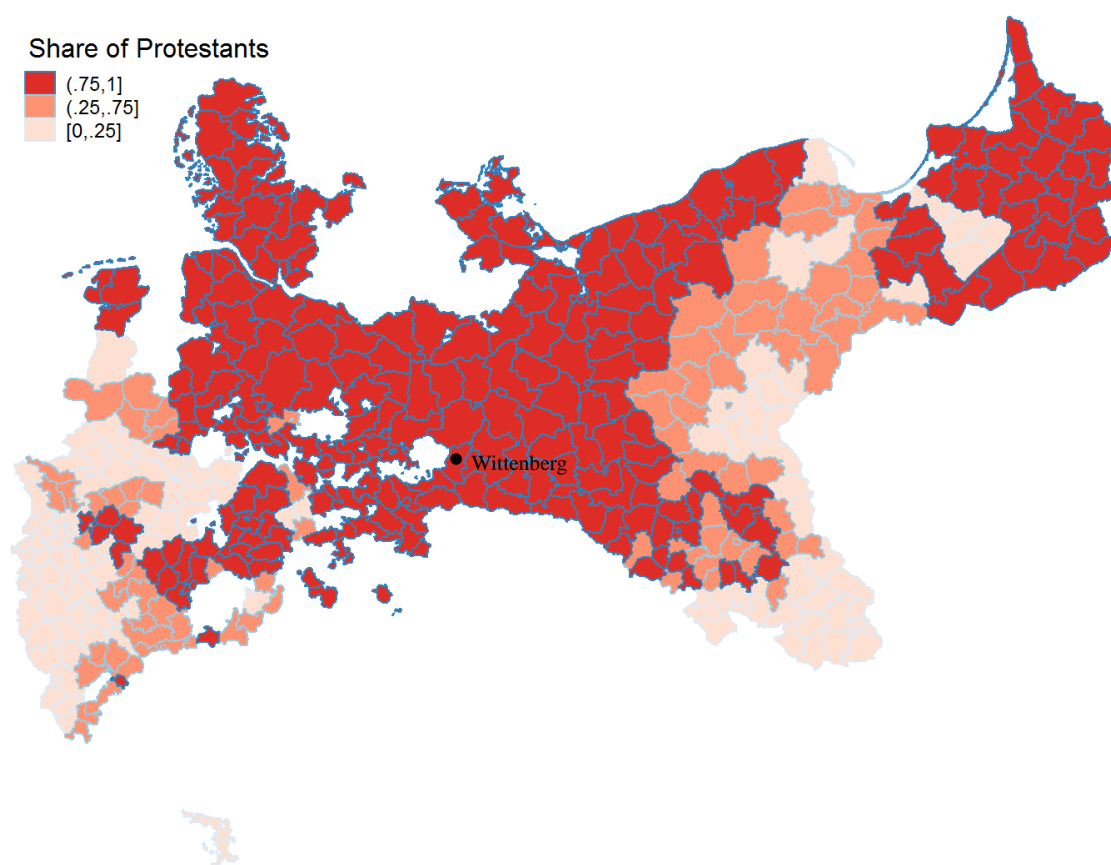 Share of Protestants
(.75,1]
(.25,.75]
[0,.25]
Wittenberg